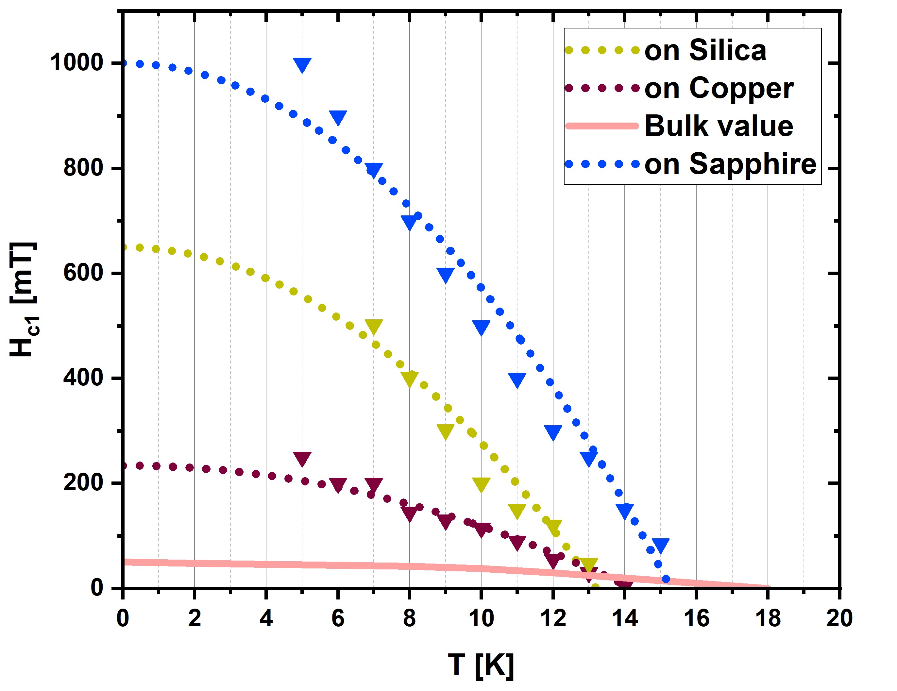 on Silica
on Copper
Bulk value
on Sapphire
1000
800
600
400
200
0
H_c1 [mT]
0 2 4 6 8 10 12 14 16 18 20
T [K]